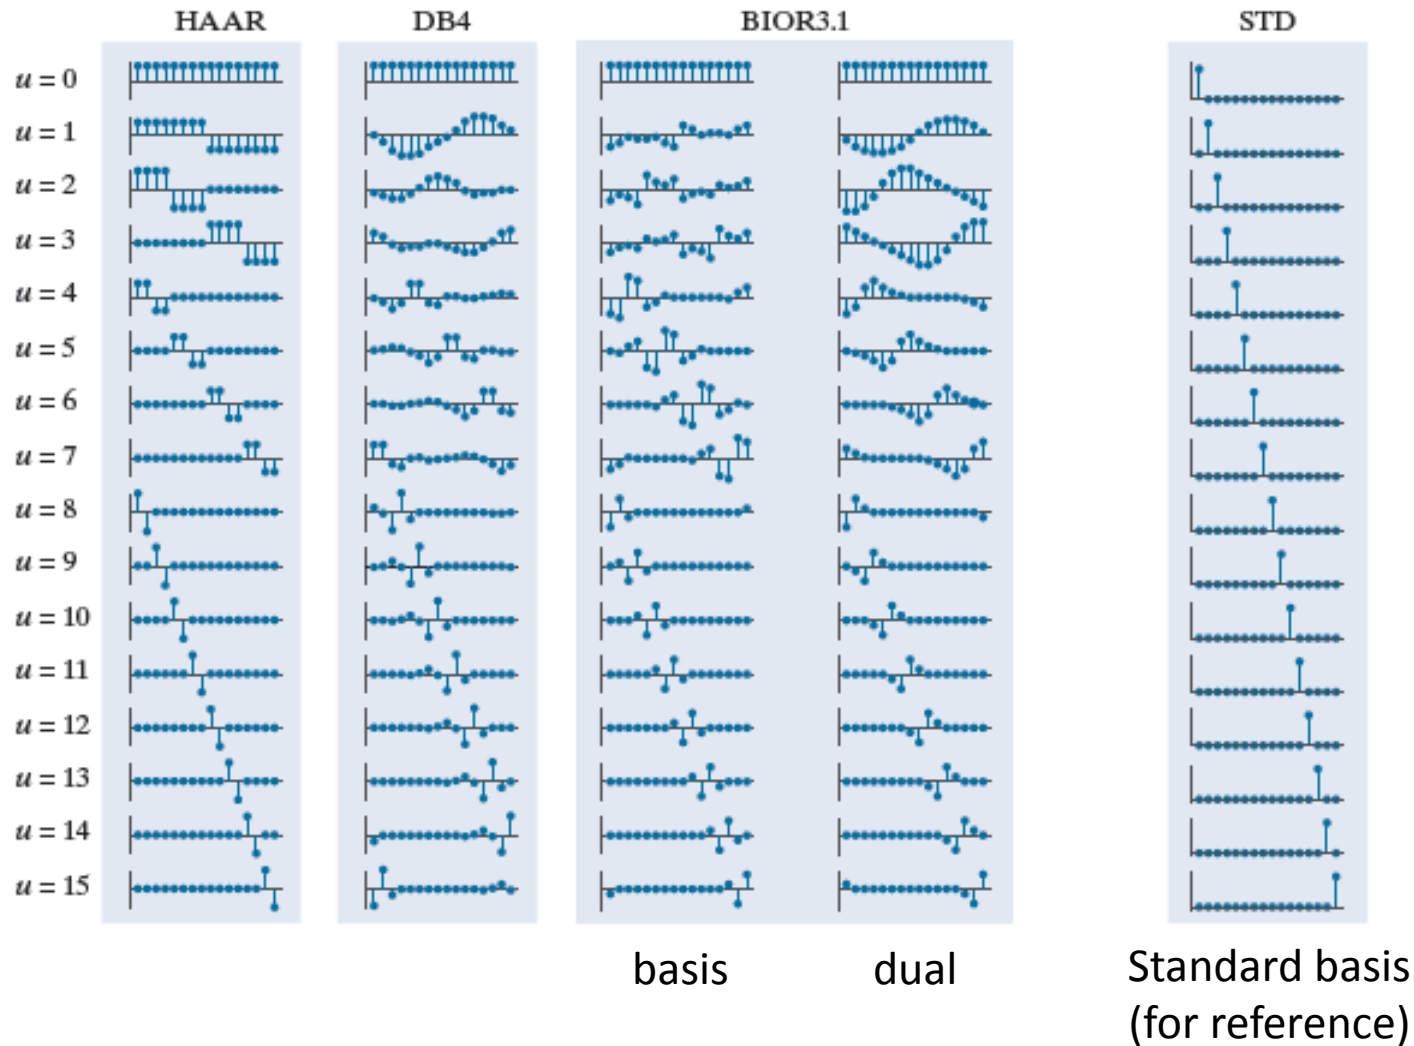 HAAR DB4 BIOR3.1 STD
u = 0
u = 1
u = 2
u = 3
u = 4
u = 5
u = 6
u = 7
u = 8
u = 9
u = 10
u = 11
u = 12
u = 13
u = 14
u = 15
basis dual Standard basis
(for reference)